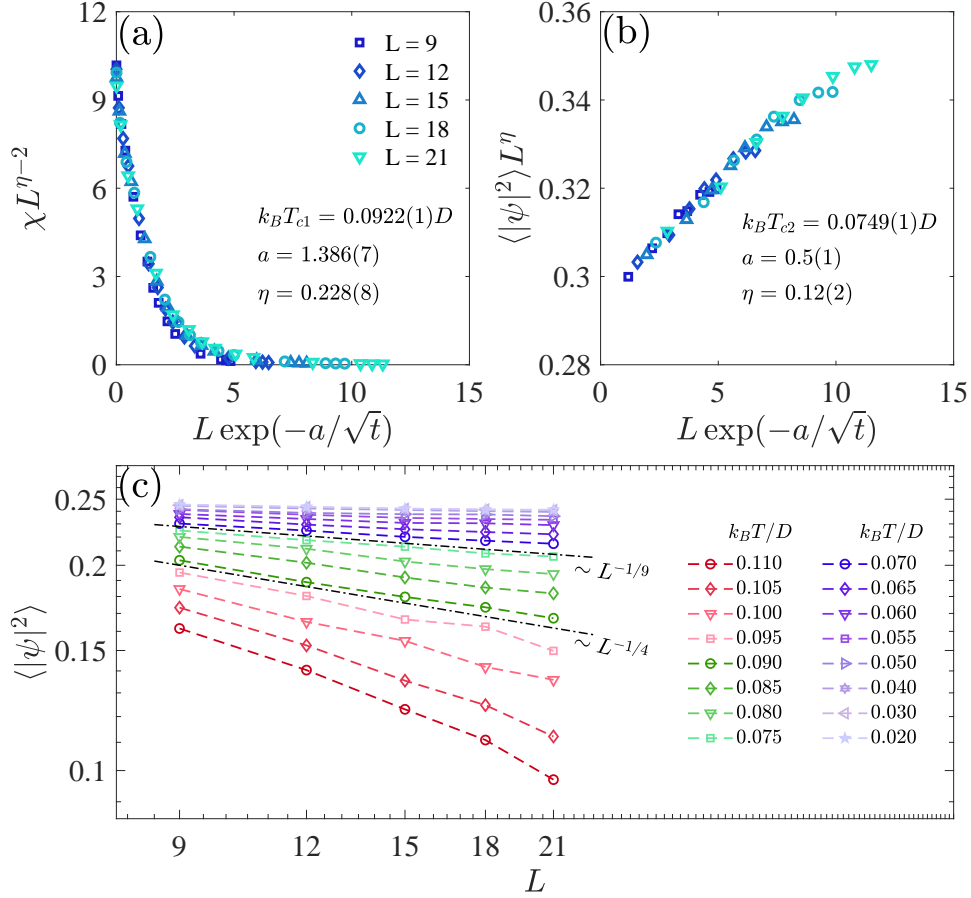 (a)
12
9
6
3
0
χL^{η−2}
L = 9
L = 12
L = 15
L = 18
L = 21
k_BT_{c1} = 0.0922(1)D
a = 1.386(7)
η = 0.228(8)
0 5 10 15
L exp(−a/√t)
(b)
0.36
0.34
0.32
0.3
0.28
⟨|ψ|²⟩L^η
k_BT_{c2} = 0.0749(1)D
a = 0.5(1)
η = 0.12(2)
0 5 10 15
L exp(−a/√t)
(c)
0.25
0.2
0.15
0.1
⟨|ψ|²⟩
∼ L^{−1/9}
∼ L^{−1/4}
k_BT/D k_BT/D
0.110 0.070
0.105 0.065
0.100 0.060
0.095 0.055
0.090 0.050
0.085 0.040
0.080 0.030
0.075 0.020
9 12 15 18 21
L